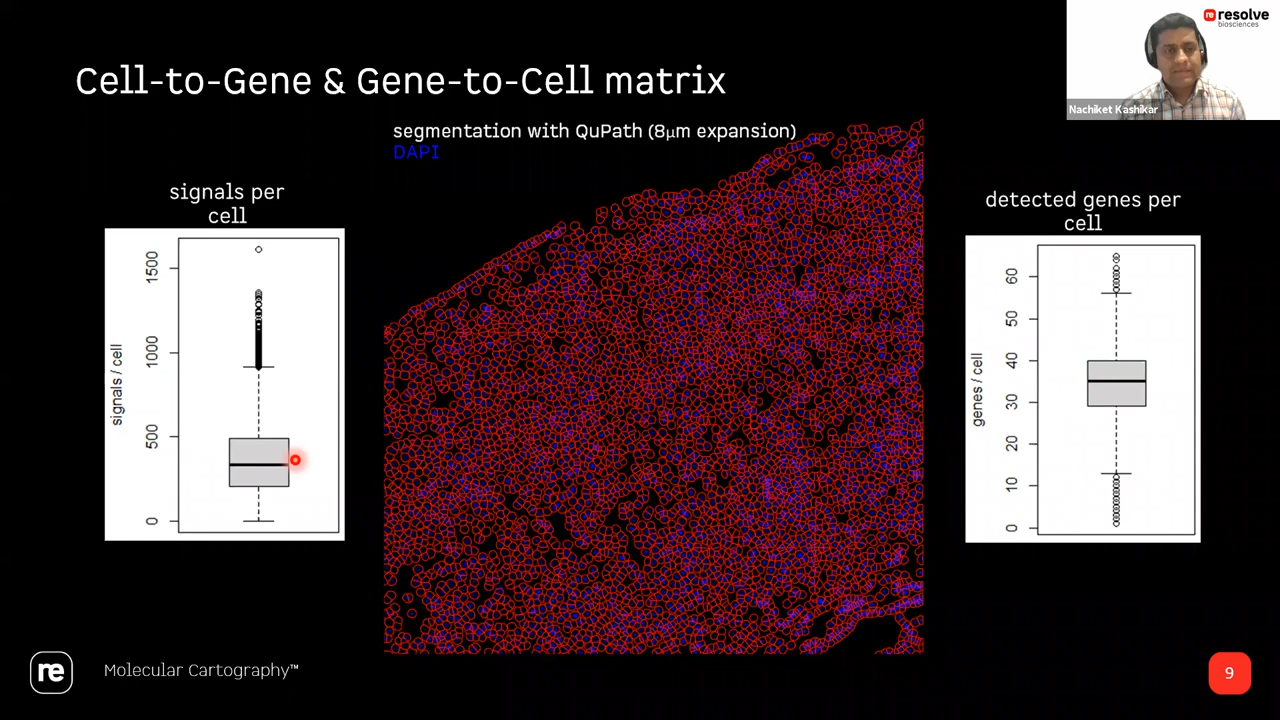 re resolve
biosciences
Nachiket Kashikar
Cell-to-Gene & Gene-to-Cell matrix
segmentation with QuPath (8µm expansion)
DAPI
signals per
cell
signals / cell
1500
1000
500
0
detected genes per
cell
genes / cell
60
50
40
30
20
10
0
re
Molecular Cartography™
9